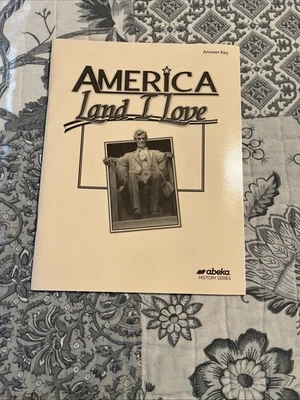 Answer Key
AMERICA
Land I Love
abeka
HISTORY SERIES